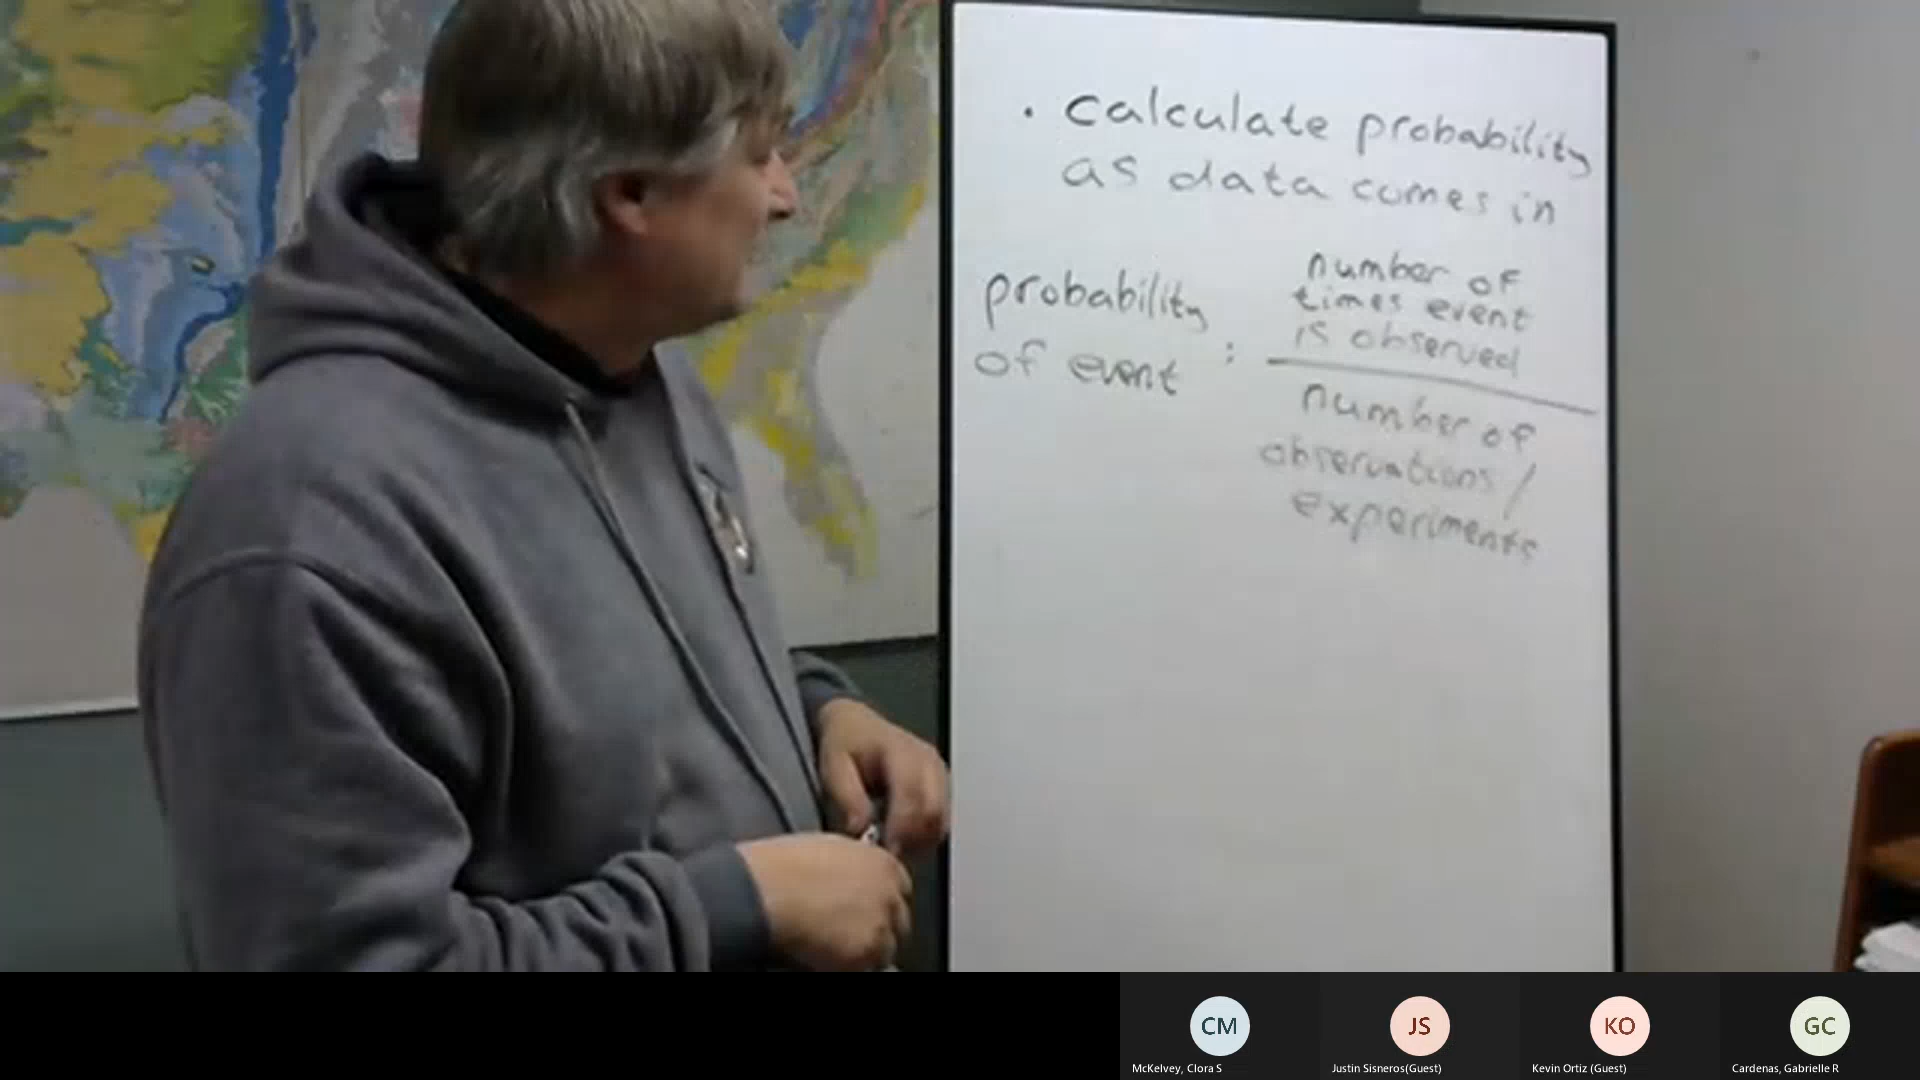 · calculate probability
as data comes in
probability
of event
:
number of
times event
is observed
number of
observations /
experiments
CM
JS
KO
GC
McKelvey, Clora S
Justin Sisneros(Guest)
Kevin Ortiz (Guest)
Cardenas, Gabrielle R